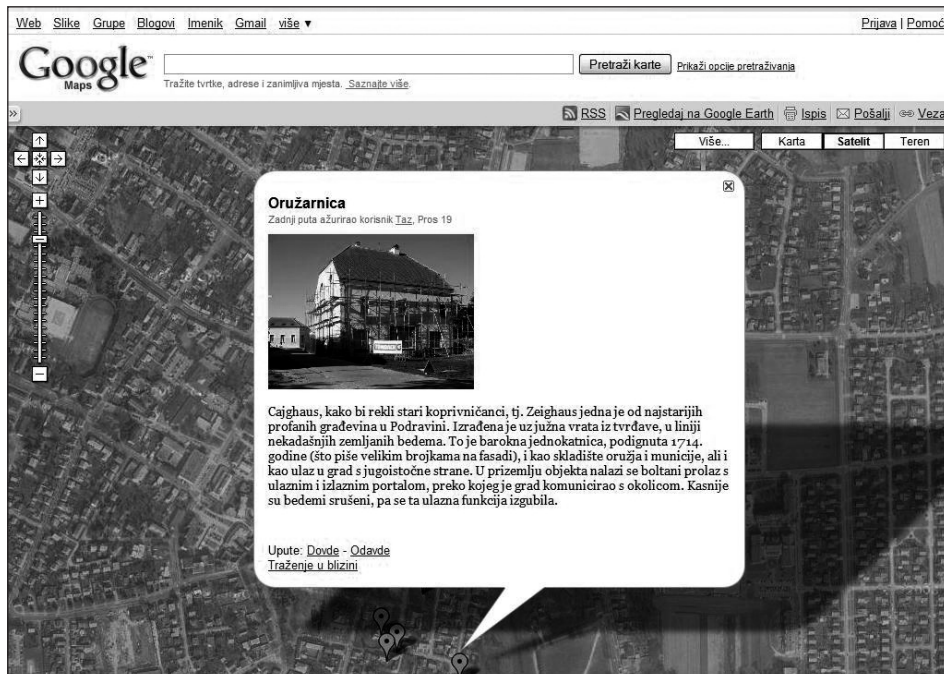 Web Slike Grupe Blogovi Imenik Gmail više ▼
Prijava | Pomoć
Google™
Maps
Pretraži karte
Prikaži opcije pretraživanja
Tražite tvrtke, adrese i zanimljiva mjesta. Saznajte više.
»
RSS Pregledaj na Google Earth Ispis Pošalji Veza
Više... Karta Satelit Teren
Oružarnica
Zadnji puta ažurirao korisnik Taz, Pros 19
Cajghaus, kako bi rekli stari koprivničanci, tj. Zeighaus jedna je od najstarijih
profanih građevina u Podravini. Izrađena je uz južna vrata iz tvrđave, u liniji
nekadašnjih zemljanih bedema. To je barokna jednokatnica, podignuta 1714.
godine (što piše velikim brojkama na fasadi), i kao skladište oružja i municije, ali i
kao ulaz u grad s jugoistočne strane. U prizemlju objekta nalazi se boltani prolaz s
ulaznim i izlaznim portalom, preko kojeg je grad komunicirao s okolicom. Kasnije
su bedemi srušeni, pa se ta ulazna funkcija izgubila.
Upute: Dovde - Odavde
Traženje u blizini